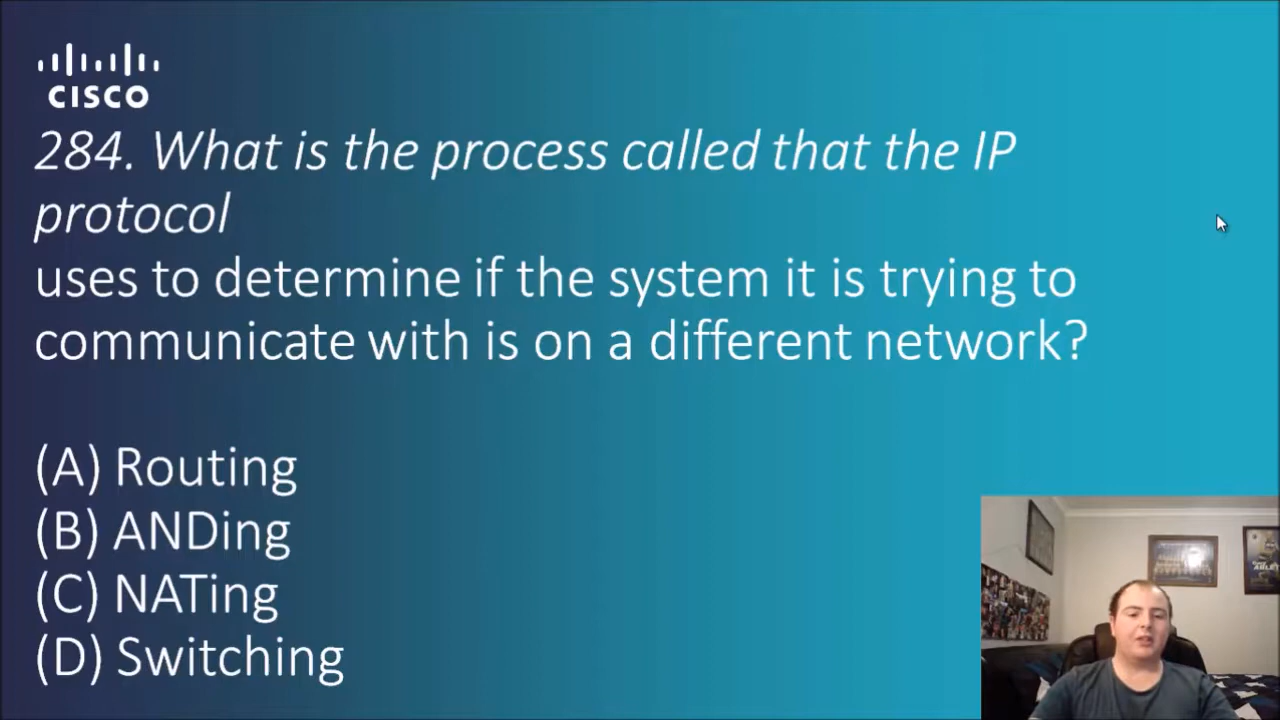 CISCO
284. What is the process called that the IP
protocol
uses to determine if the system it is trying to
communicate with is on a different network?
(A) Routing
(B) ANDing
(C) NATing
(D) Switching